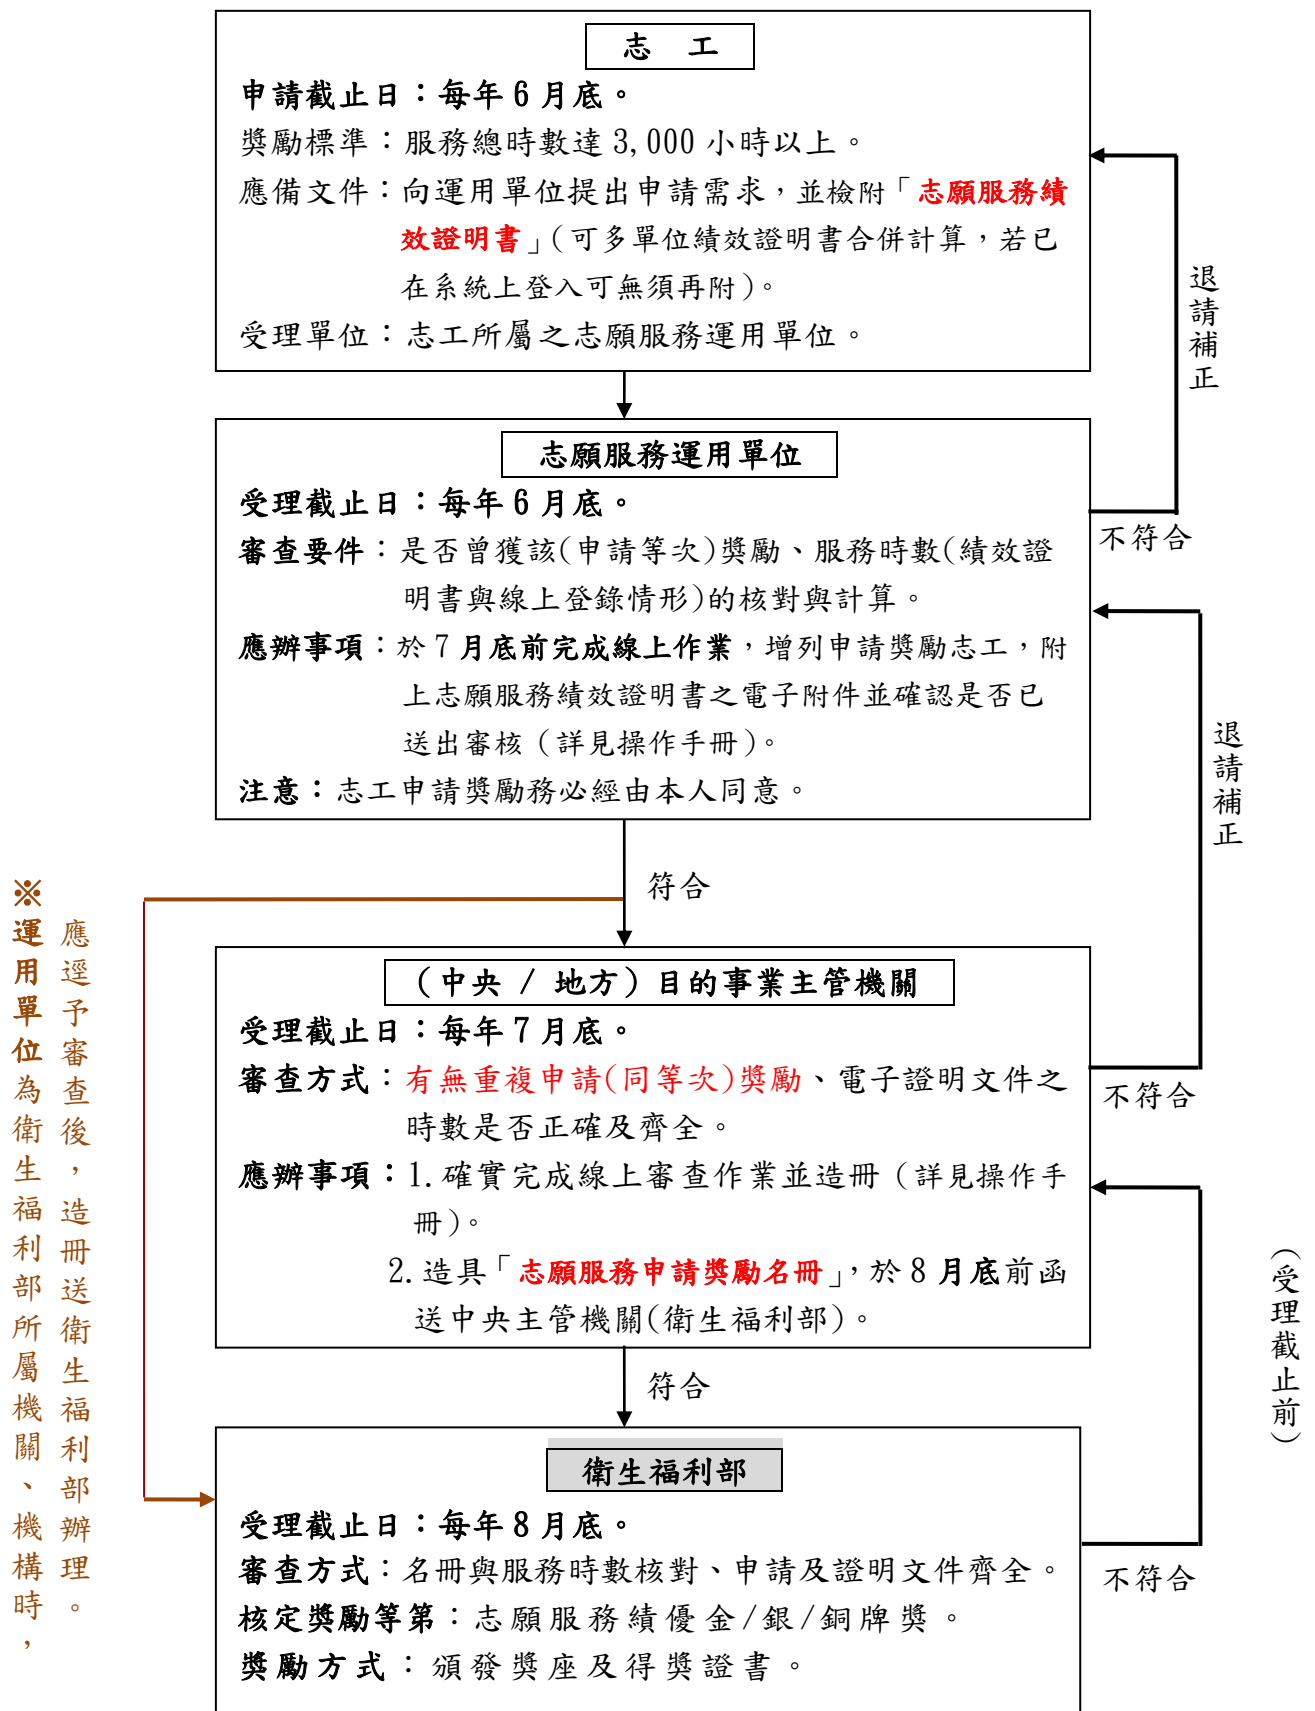 志　工
申請截止日：每年6月底。
獎勵標準：服務總時數達3,000小時以上。
應備文件：向運用單位提出申請需求，並檢附「志願服務績
效證明書」（可多單位績效證明書合併計算，若已
在系統上登入可無須再附）。
受理單位：志工所屬之志願服務運用單位。
退請補正
志願服務運用單位
受理截止日：每年6月底。
審查要件：是否曾獲該(申請等次)獎勵、服務時數(績效證
明書與線上登錄情形)的核對與計算。
應辦事項：於7月底前完成線上作業，增列申請獎勵志工，附
上志願服務績效證明書之電子附件並確認是否已
送出審核（詳見操作手冊）。
注意：志工申請獎勵務必經由本人同意。
不符合
退請補正
符合
※運用單位為衛生福利部所屬機關、機構時，
應逕予審查後，造冊送衛生福利部辦理。
（中央 / 地方）目的事業主管機關
受理截止日：每年7月底。
審查方式：有無重複申請(同等次)獎勵、電子證明文件之
時數是否正確及齊全。
應辦事項：1.確實完成線上審查作業並造冊（詳見操作手
冊）。
2.造具「志願服務申請獎勵名冊」，於8月底前函
送中央主管機關(衛生福利部)。
不符合
（受理截止前）
符合
衛生福利部
受理截止日：每年8月底。
審查方式：名冊與服務時數核對、申請及證明文件齊全。
核定獎勵等第：志願服務績優金/銀/銅牌獎。
獎勵方式：頒發獎座及得獎證書。
不符合